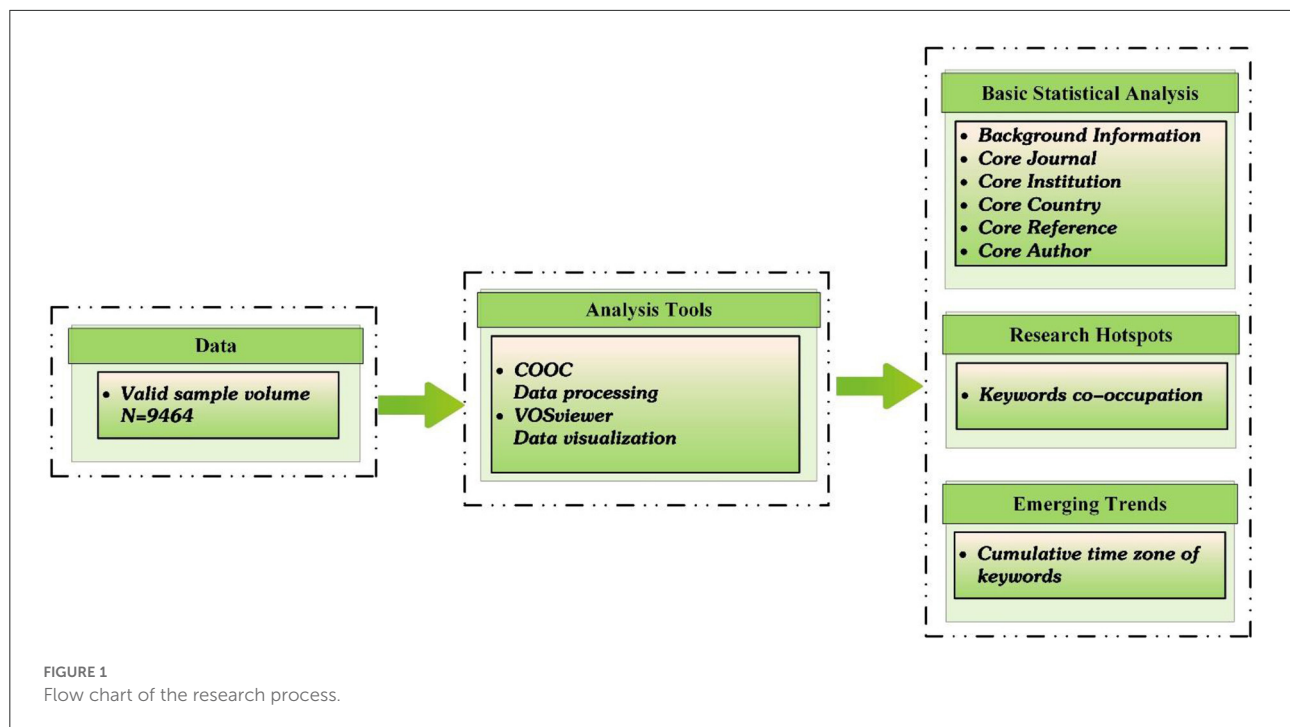 Data
• Valid sample volume
N=9464
Analysis Tools
• COOC
Data processing
• VOSviewer
Data visualization
Basic Statistical Analysis
• Background Information
• Core Journal
• Core Institution
• Core Country
• Core Reference
• Core Author
Research Hotspots
• Keywords co-occupation
Emerging Trends
• Cumulative time zone of
keywords
FIGURE 1
Flow chart of the research process.